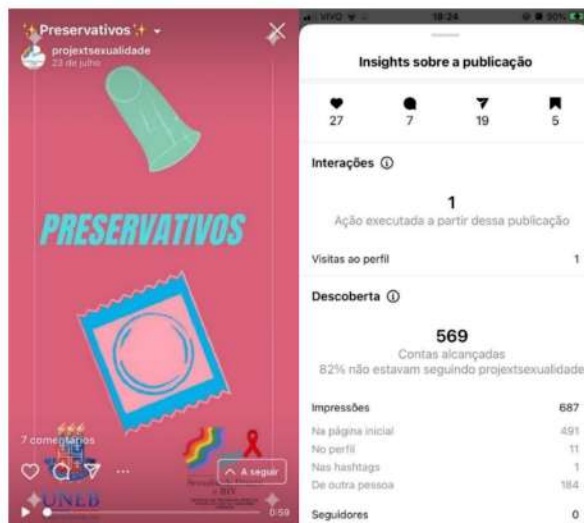 Preservativos
projextsexualidade
23 de julho
PRESERVATIVOS
7 comentários
A seguir
UNEB
0:59
VIVO
18:24
50%
Insights sobre a publicação
27 7 19 5
Interações
1
Ação executada a partir dessa publicação
Visitas ao perfil 1
Descoberta
569
Contas alcançadas
82% não estavam seguindo projextsexualidade
Impressões 687
Na página inicial 491
No perfil 11
Nas hashtags 1
De outra pessoa 184
Seguidores 0